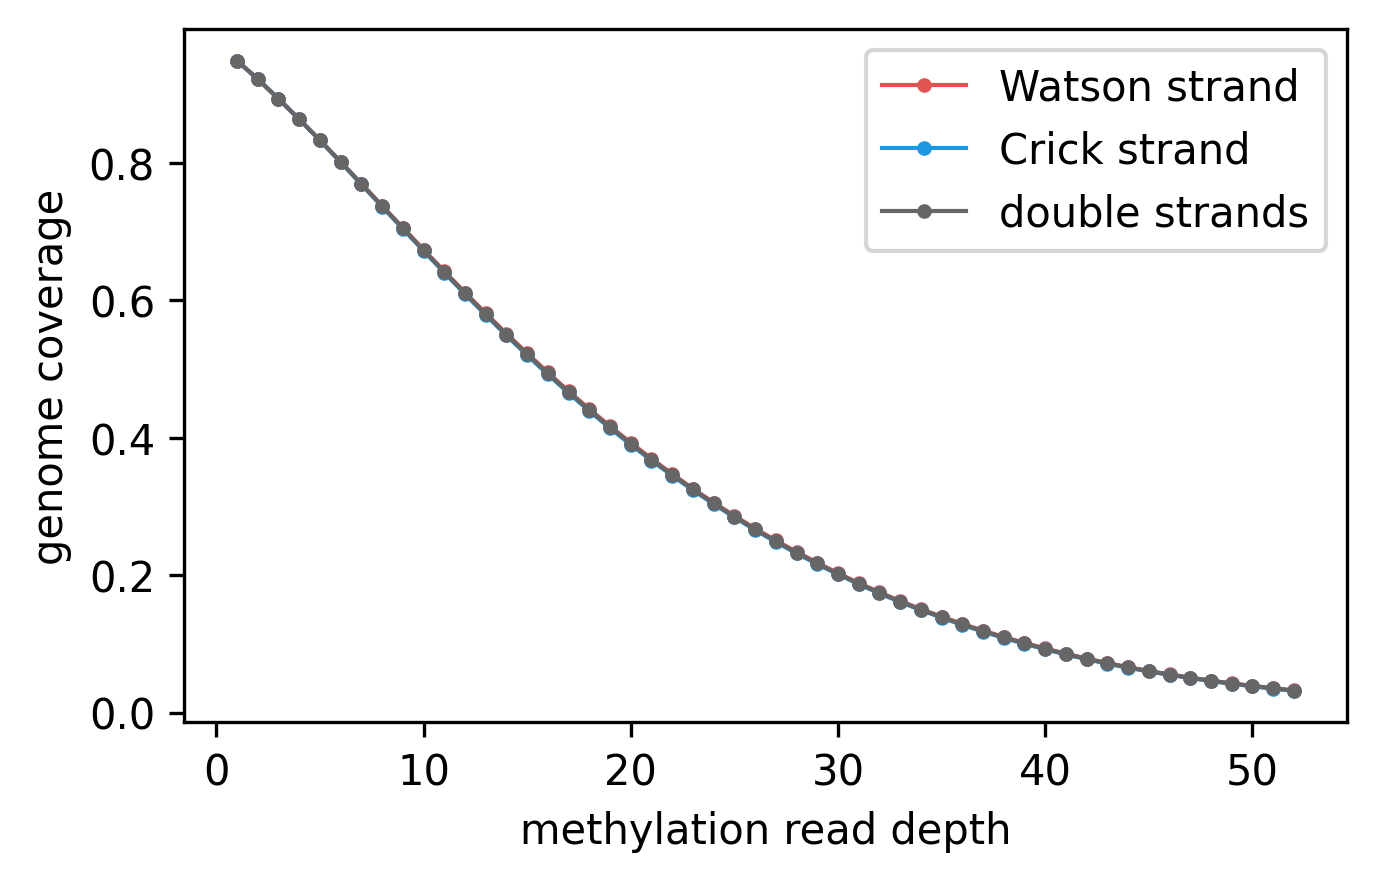 Watson strand
Crick strand
double strands
genome coverage
0.8
0.6
0.4
0.2
0.0
0 10 20 30 40 50
methylation read depth